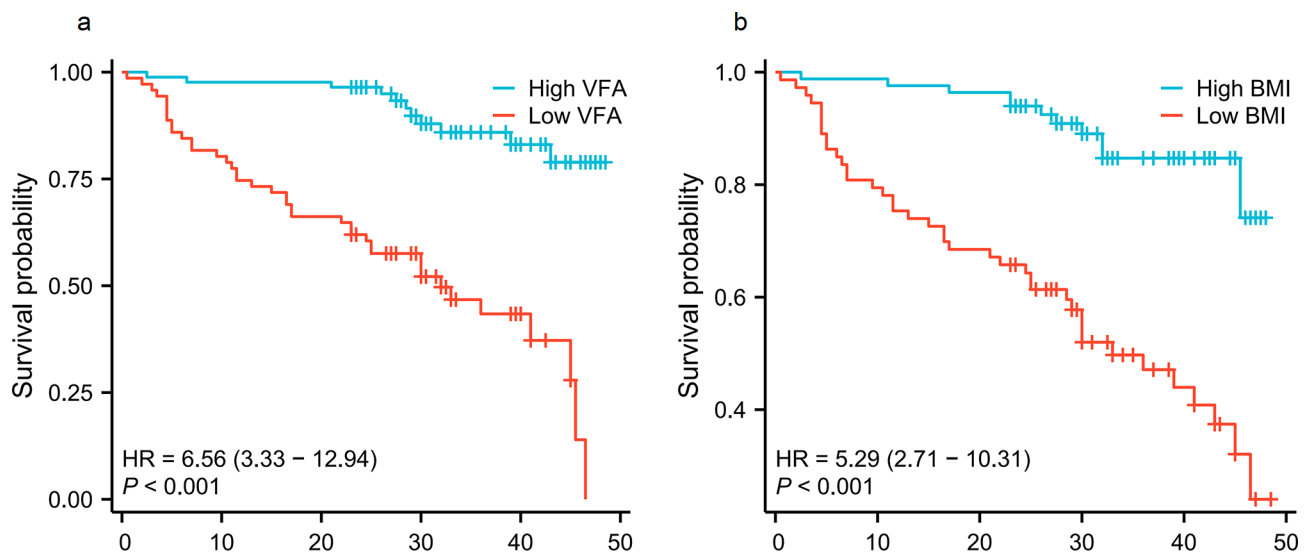 a
1.00
0.75
0.50
0.25
0.00
Survival probability
High VFA
Low VFA
HR = 6.56 (3.33 − 12.94)
P < 0.001
0 10 20 30 40 50
b
1.0
0.8
0.6
0.4
Survival probability
High BMI
Low BMI
HR = 5.29 (2.71 − 10.31)
P < 0.001
0 10 20 30 40 50